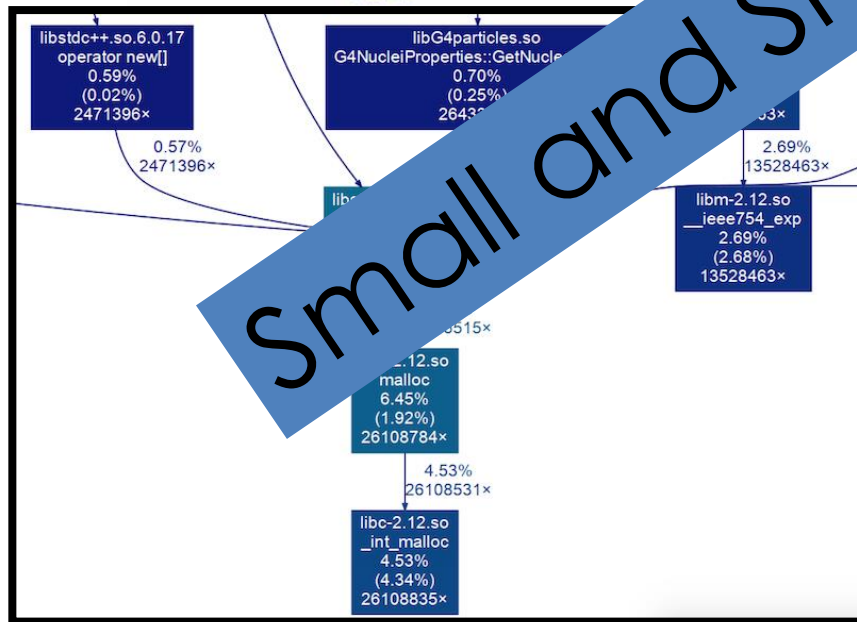 libstdc++.so.6.0.17
operator new[]
0.59%
(0.02%)
2471396×
libG4particles.so
0.70%
(0.25%)
0.57%
2471396×
2.69%
13528463×
libm-2.12.so
__ieee754_exp
2.69%
(2.68%)
13528463×
Small and
malloc
6.45%
(1.92%)
26108784×
4.53%
26108531×
libc-2.12.so
_int_malloc
4.53%
(4.34%)
26108835×